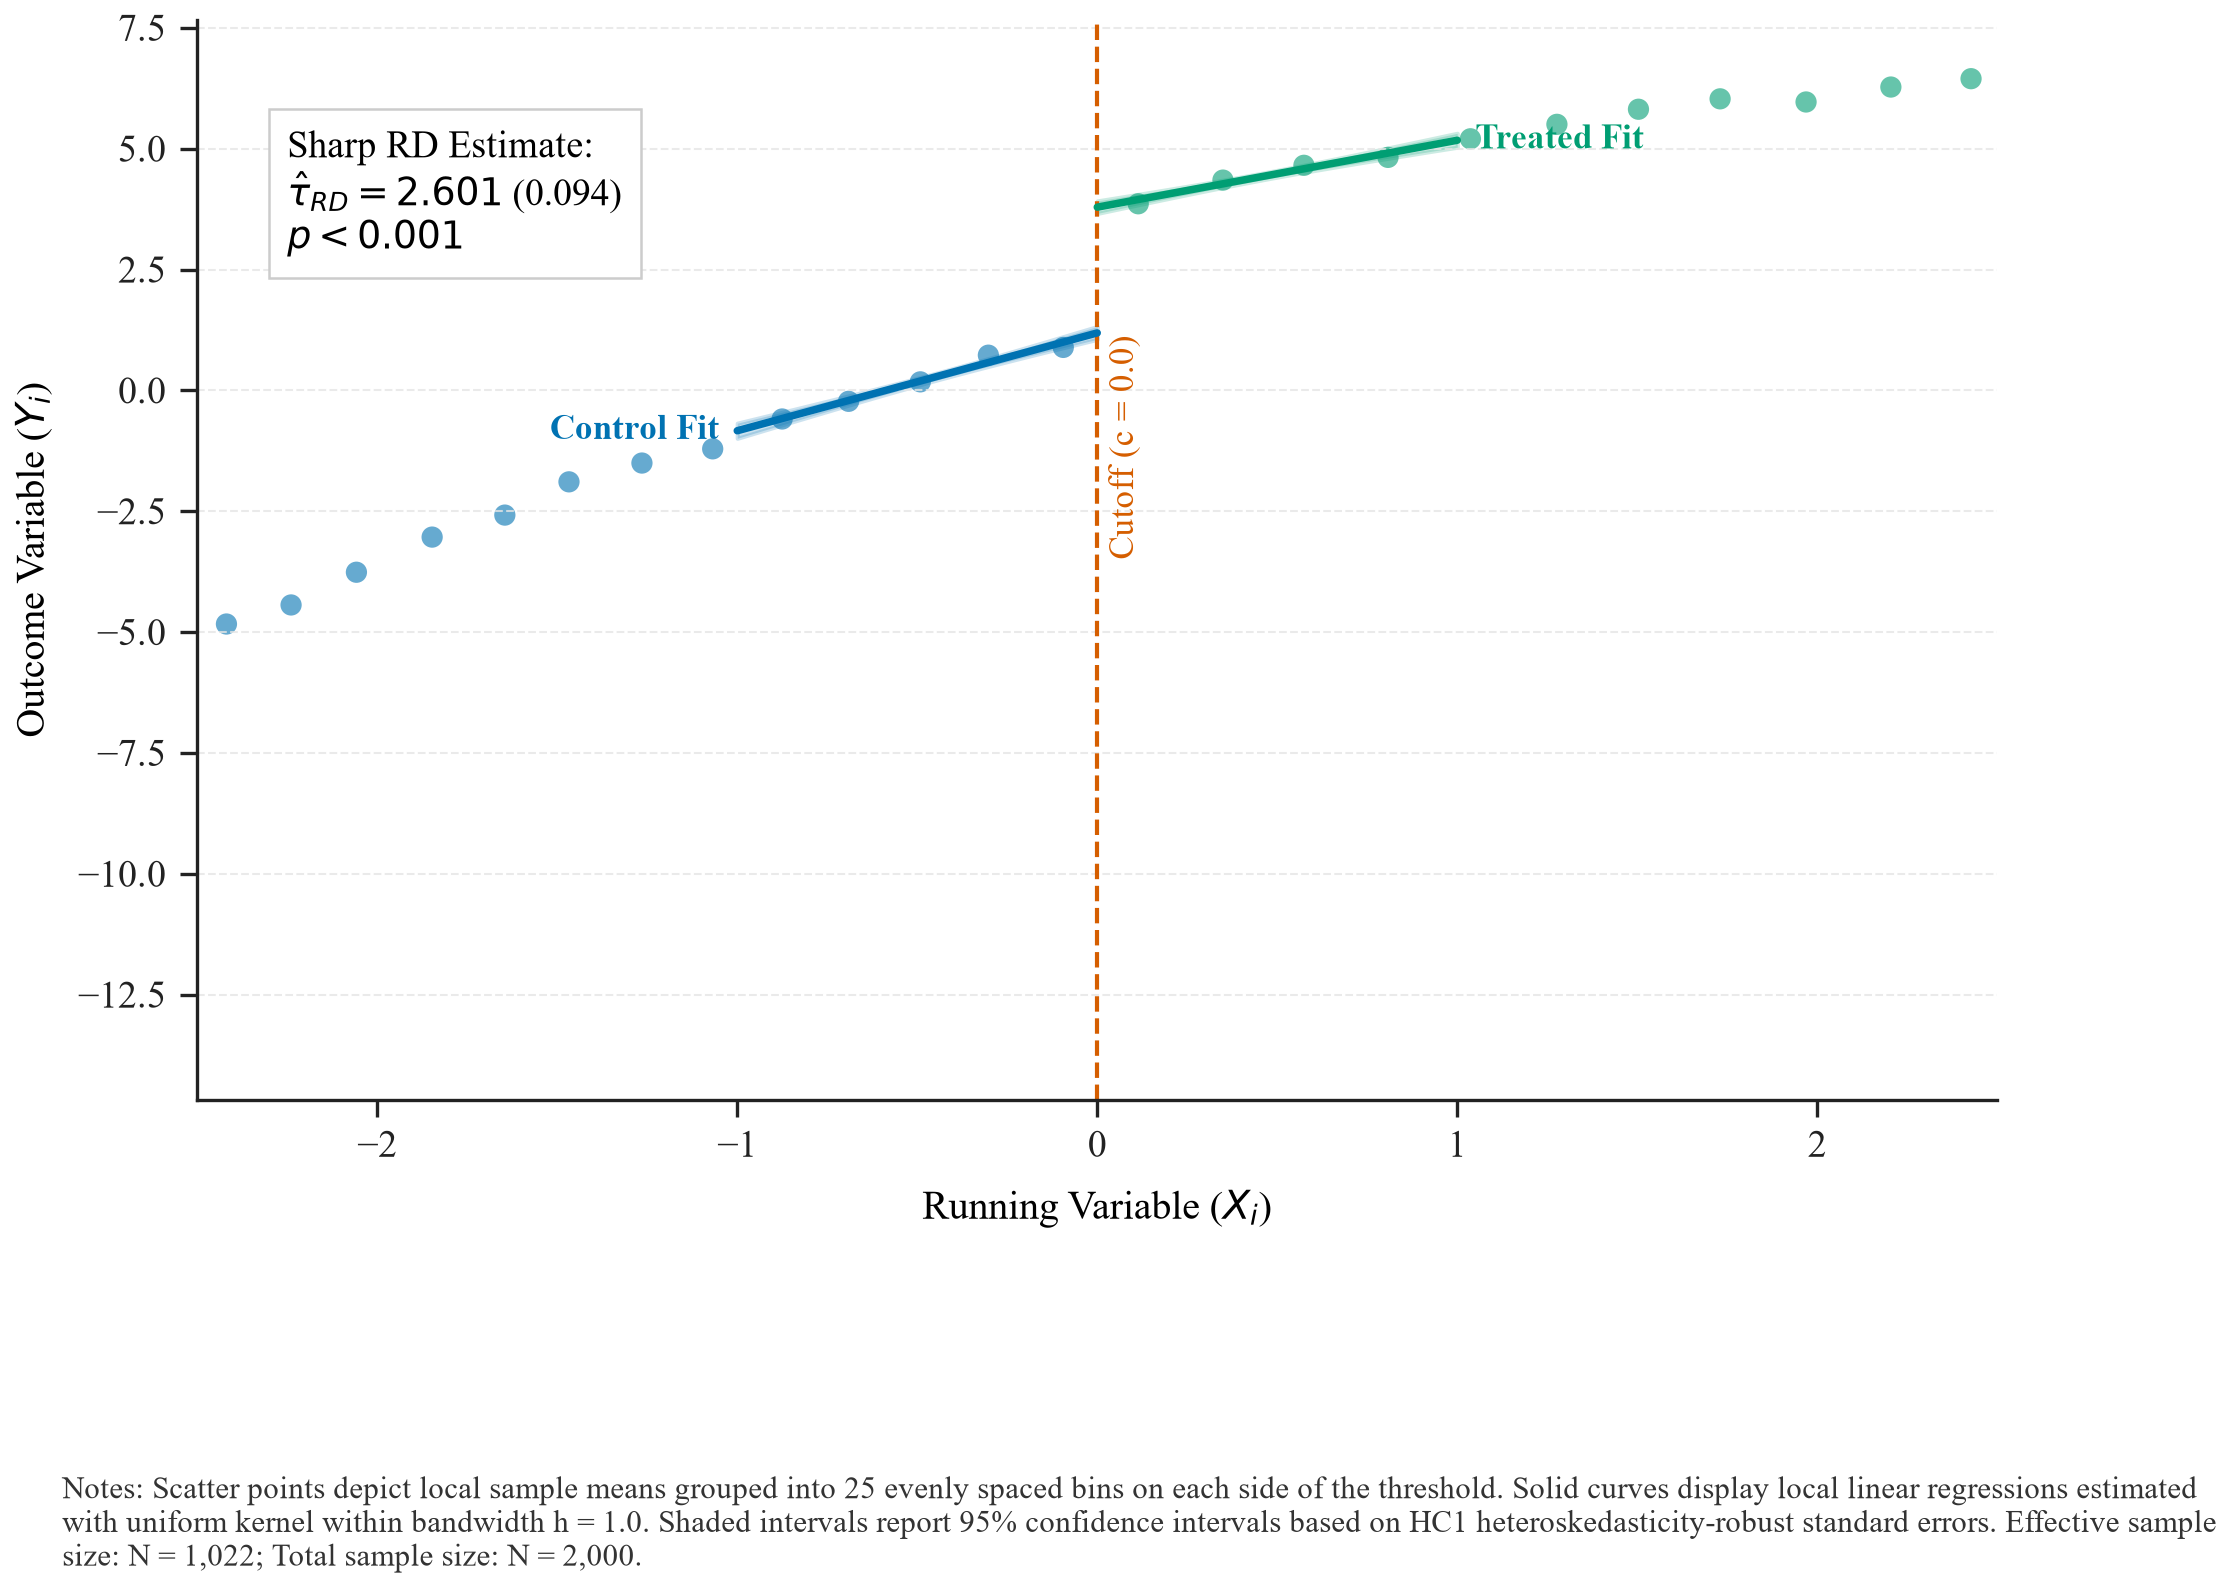 7.5
5.0
2.5
0.0
−2.5
−5.0
−7.5
−10.0
−12.5
Outcome Variable (Yᵢ)
Sharp RD Estimate:
τ̂_RD = 2.601 (0.094)
p < 0.001
Treated Fit
Control Fit
Cutoff (c = 0.0)
−2
−1
0
1
2
Running Variable (Xᵢ)
Notes: Scatter points depict local sample means grouped into 25 evenly spaced bins on each side of the threshold. Solid curves display local linear regressions estimated
with uniform kernel within bandwidth h = 1.0. Shaded intervals report 95% confidence intervals based on HC1 heteroskedasticity-robust standard errors. Effective sample
size: N = 1,022; Total sample size: N = 2,000.